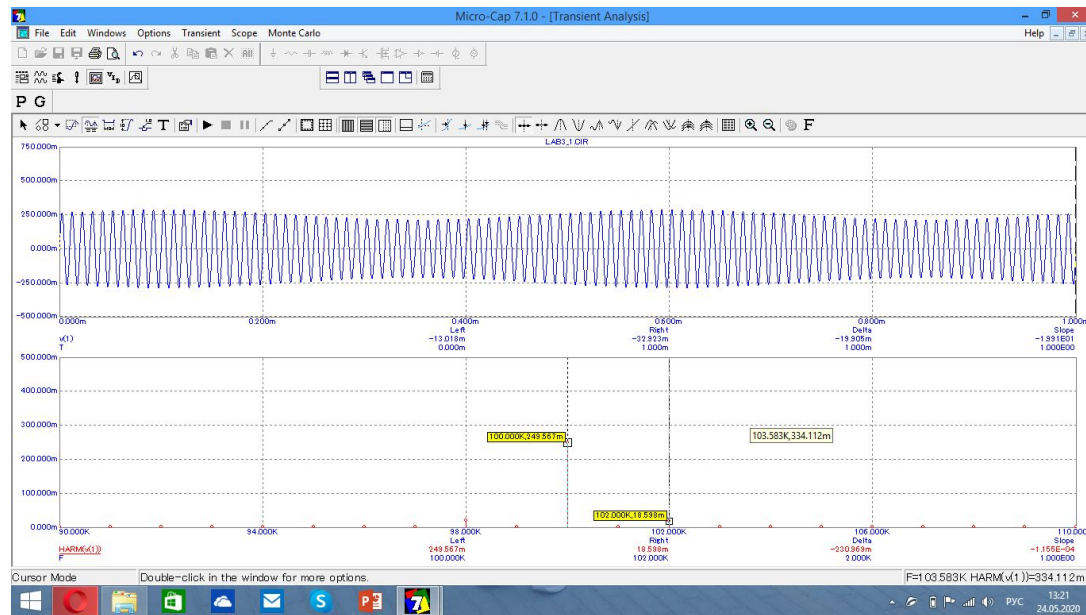 Micro-Cap 7.1.0 - [Transient Analysis]
File Edit Windows Options Transient Scope Monte Carlo Help
P G
T F
LAB3_1.CIR
750.000m
500.000m
250.000m
0.000m
-250.000m
-500.000m
0.000m 0.200m 0.400m 0.600m 0.800m 1.000m
Left Right Delta Slope
v(1) -13.018m -32.923m -19.905m -1.991E01
T 0.000m 1.000m 1.000m 1.000E00
500.000m
400.000m
300.000m
200.000m
100.000m
0.000m
100.000K,249.567m
103.583K,334.112m
102.000K,18.598m
90.000K 94.000K 98.000K 102.000K 106.000K 110.00
Left Right Delta Slope
HARM(v(1)) 249.567m 18.598m -230.969m -1.155E-04
F 100.000K 102.000K 2.000K 1.000E00
Cursor Mode Double-click in the window for more options. F=103.583K HARM(v(1))=334.112m
РУС
13:21
24.05.2020